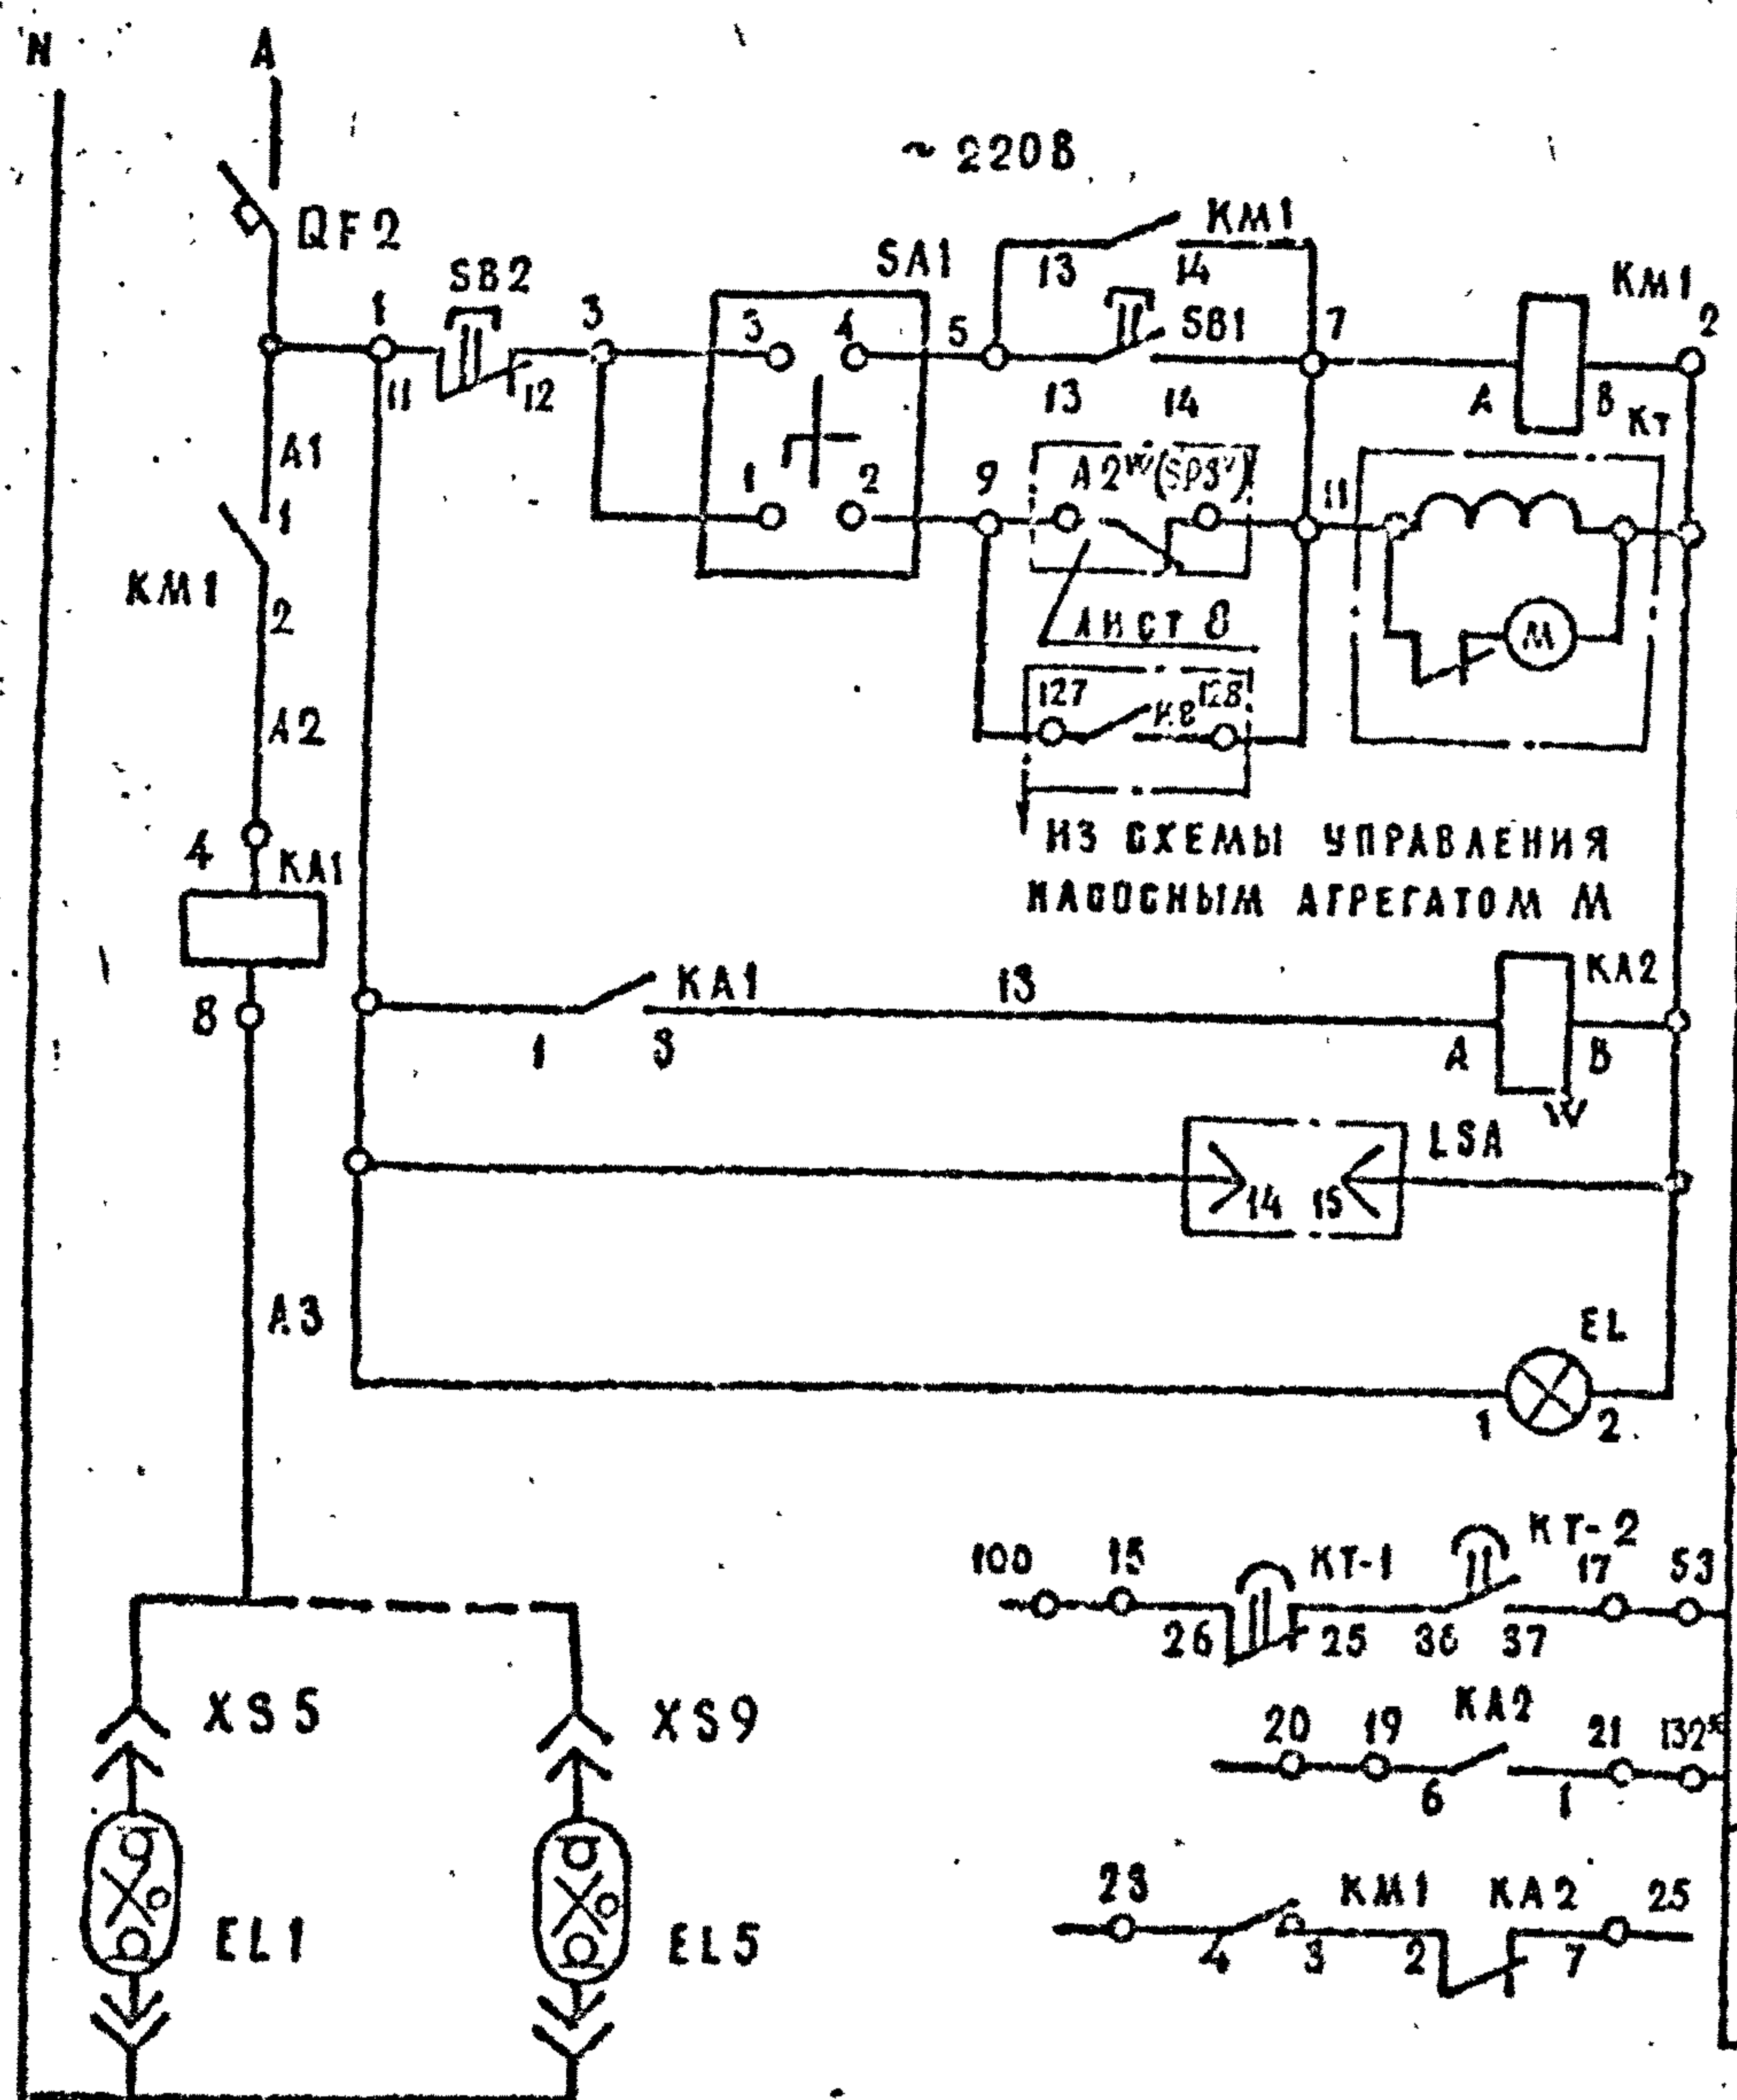 N A
~ 220В
QF2
SB2
SA1
KM1
13 14
KM1
1 3 3 4 5 SB1 7 2
11 12 13 14 A B
KT
A1
1 2 9 A2 11
1
KM1
2
ЛИСТ 8
M
127 K8 128
A2
ИЗ СХЕМЫ УПРАВЛЕНИЯ
НАСОСНЫМ АГРЕГАТОМ М
4 KA1
8
KA1 13 KA2
1 3 A B
LSA
14 15
A3
EL
1 2
100 15 KT-1 KT-2 17 53
26 25 36 37
XS5 XS9
KA2
20 19 21 132
6 1
EL1 EL5
23 KM1 KA2 25
4 3 2 7